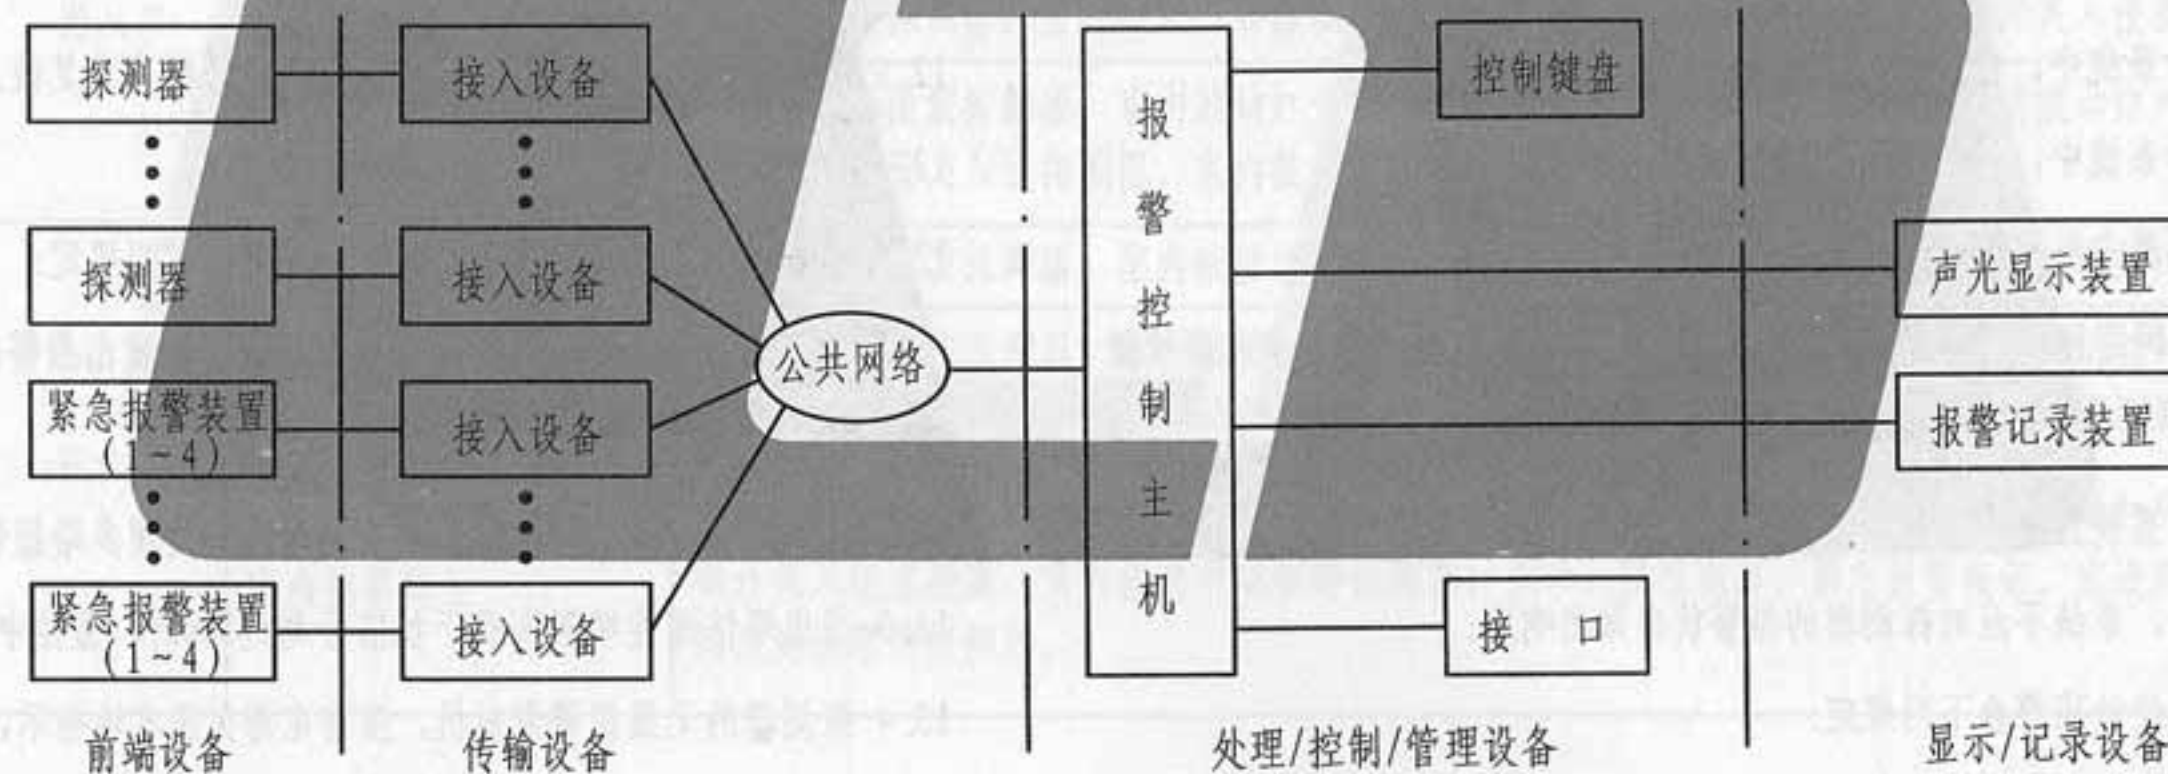 探测器
接入设备
控制键盘
探测器
接入设备
声光显示装置
公共网络
紧急报警装置
(1~4)
接入设备
报警记录装置
报警控制主机
紧急报警装置
(1~4)
接入设备
接 口
前端设备
传输设备
处理/控制/管理设备
显示/记录设备